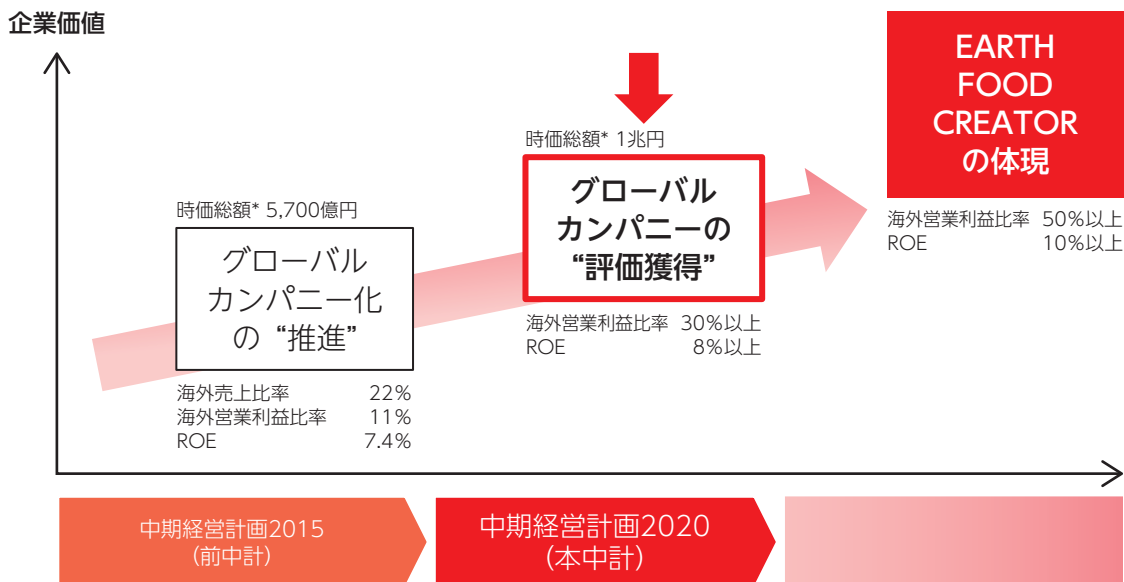 企業価値
EARTH
FOOD
CREATOR
の体現
海外営業利益比率 50%以上
ROE 10%以上
時価総額* 1兆円
グローバル
カンパニーの
“評価獲得”
海外営業利益比率 30%以上
ROE 8%以上
時価総額* 5,700億円
グローバル
カンパニー化
の “推進”
海外売上比率 22%
海外営業利益比率 11%
ROE 7.4%
中期経営計画2015
(前中計)
中期経営計画2020
(本中計)